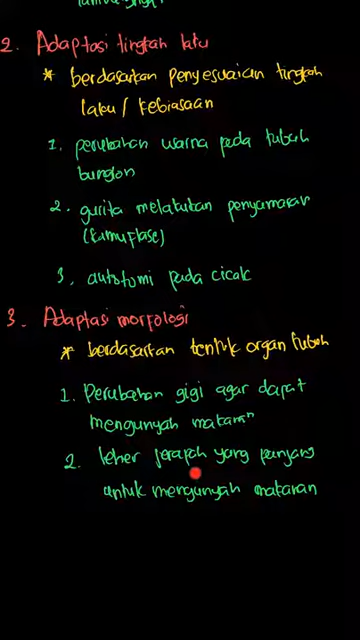 2. Adaptasi tingkah laku
* berdasarkan penyesuaian tingkah
laku / kebiasaan
1. perubahan warna pada tubuh
bunglon
2. gurita melakukan penyamaran
(kamuflase)
3. autotomi pada cicak
3. Adaptasi morfologi
* berdasarkan bentuk organ tubuh
1. Perubahan gigi agar dapat
mengunyah makanan
2. leher jerapah yang panjang
untuk mengunyah makanan